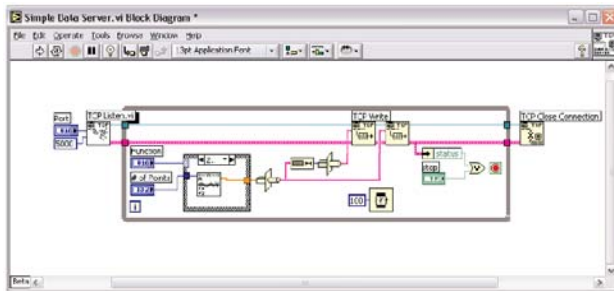 Simple Data Server.vi Block Diagram *
File Edit Operate Tools Browse Window Help
13pt Application Font
Port
TCP Listen.vi
TCP Write
TCP Close Connection
5000
Function
# of Points
status
stop
100
i
Beta